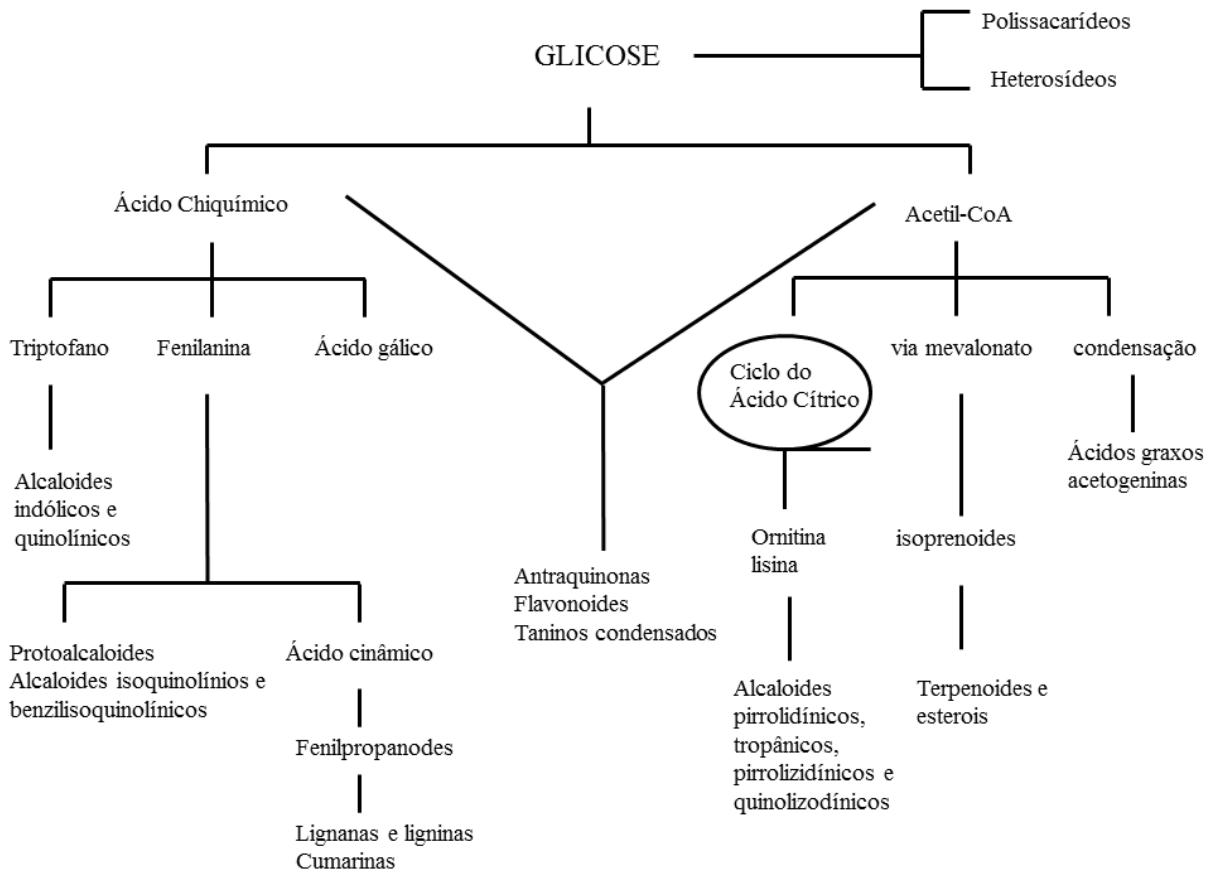 Polissacarídeos
GLICOSE
Heterosídeos
Ácido Chiquímico
Acetil-CoA
Triptofano
Fenilanina
Ácido gálico
Ciclo do
Ácido Cítrico
via mevalonato
condensação
Alcaloides
indólicos e
quinolínicos
Ácidos graxos
acetogeninas
Ornitina
lisina
isoprenoides
Antraquinonas
Flavonoides
Taninos condensados
Protoalcaloides
Alcaloides isoquinolínios e
benzilisoquinolínicos
Ácido cinâmico
Fenilpropanodes
Lignanas e ligninas
Cumarinas
Alcaloides
pirrolidínicos,
tropânicos,
pirrolizidínicos e
quinolizodínicos
Terpenoides e
esterois